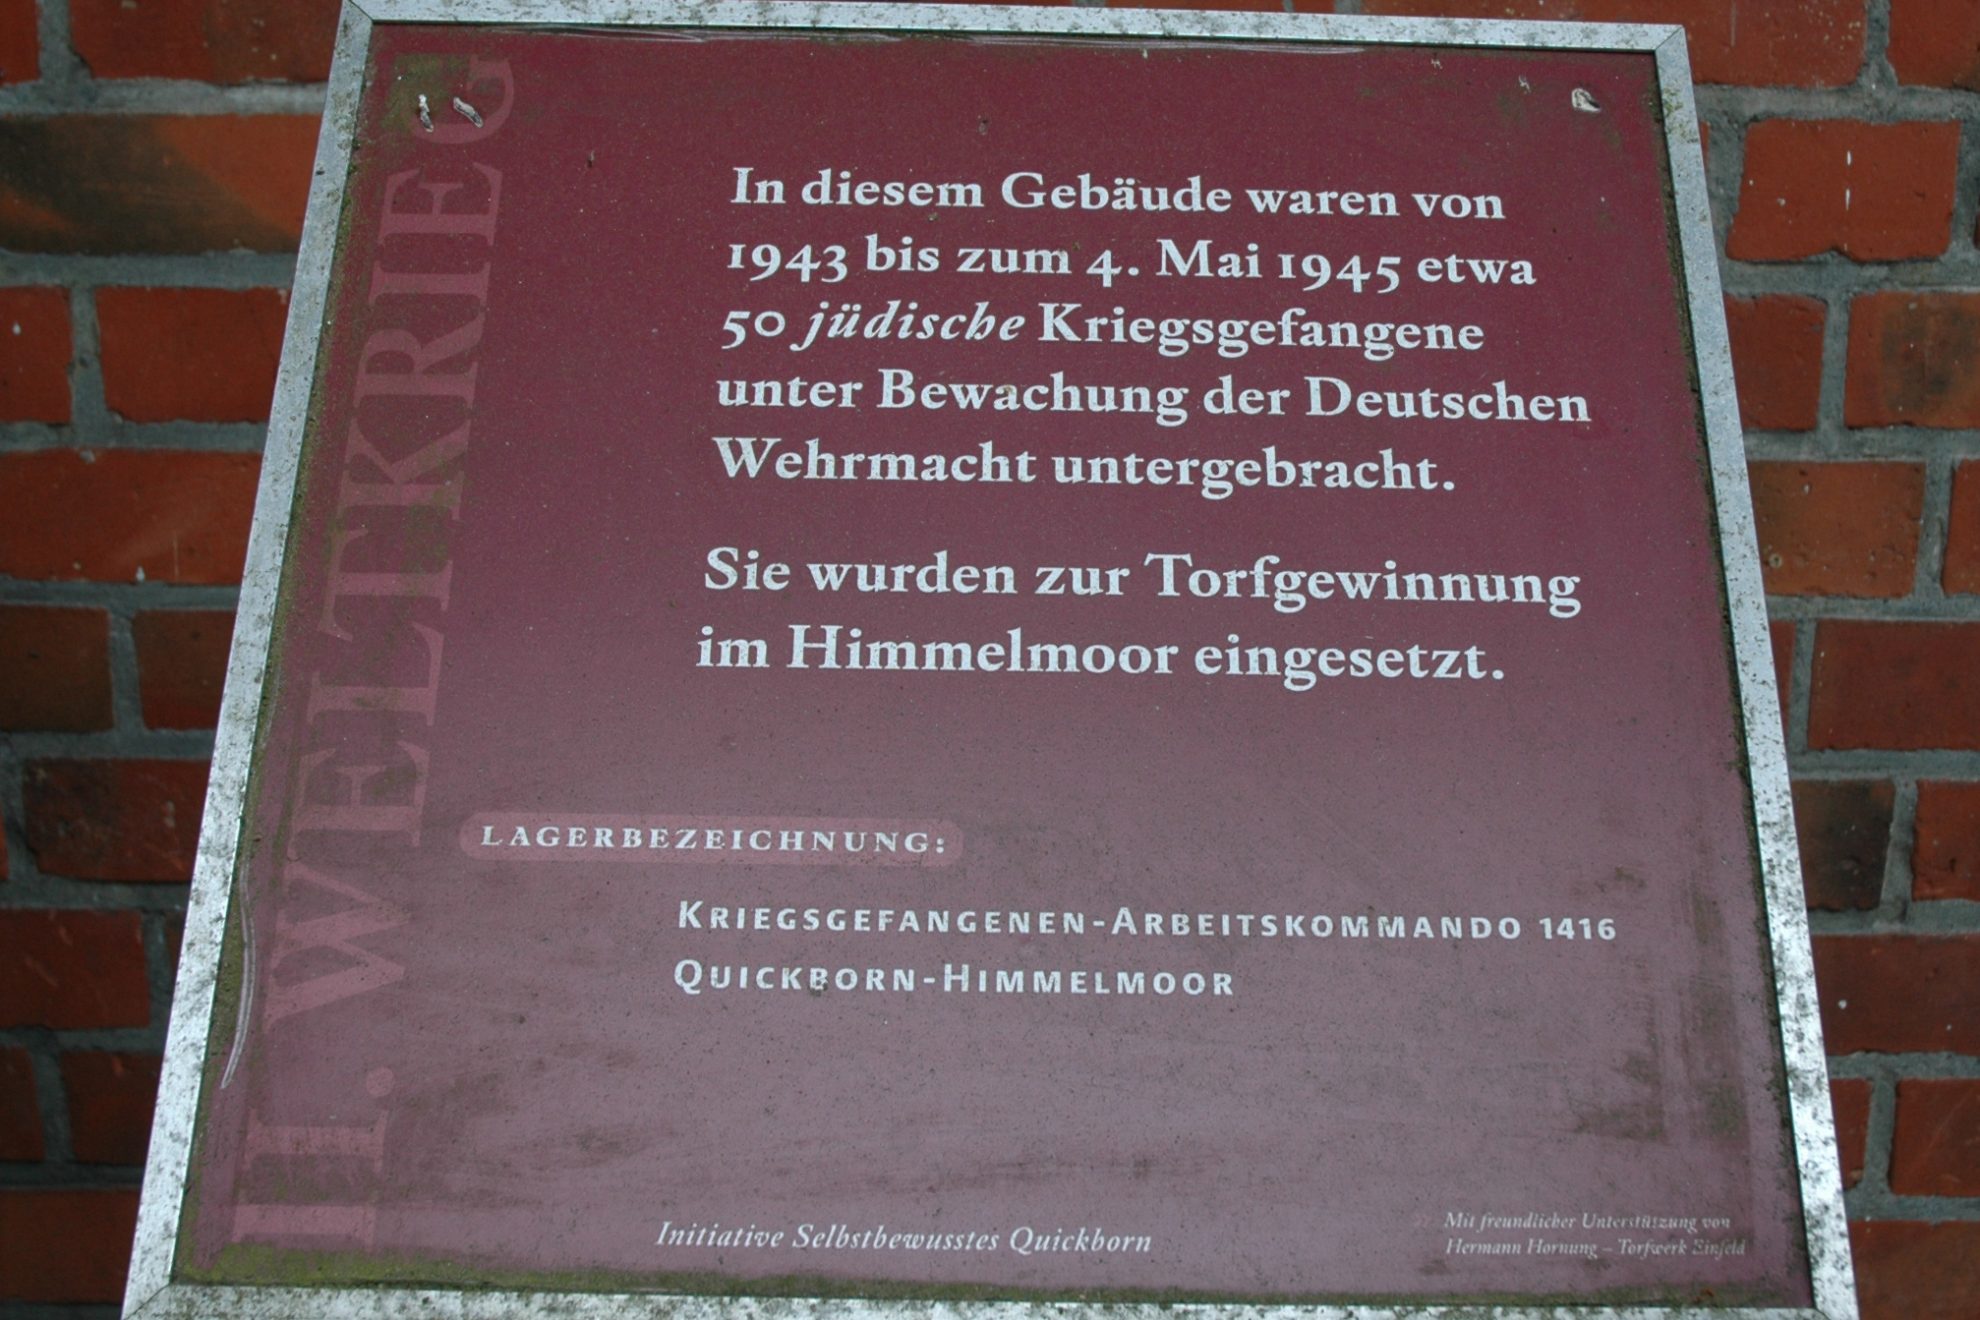 II. WELTKRIEG
In diesem Gebäude waren von
1943 bis zum 4. Mai 1945 etwa
50 jüdische Kriegsgefangene
unter Bewachung der Deutschen
Wehrmacht untergebracht.
Sie wurden zur Torfgewinnung
im Himmelmoor eingesetzt.
LAGERBEZEICHNUNG:
KRIEGSGEFANGENEN-ARBEITSKOMMANDO 1416
QUICKBORN-HIMMELMOOR
Initiative Selbstbewusstes Quickborn
Mit freundlicher Unterstützung von
Hermann Hornung – Torfwerk Einfeld